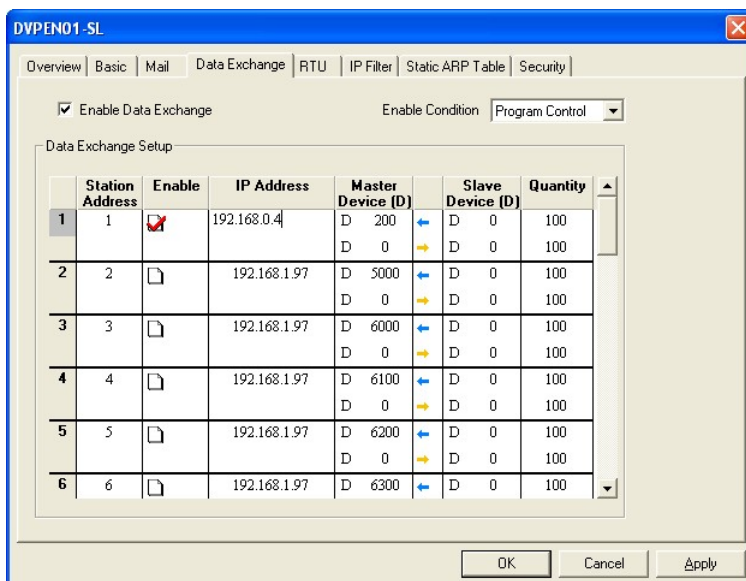 DVPEN01-SL
Overview Basic Mail Data Exchange RTU IP Filter Static ARP Table Security
Enable Data Exchange Enable Condition Program Control
Data Exchange Setup
Station Address Enable IP Address Master Device (D) Slave Device (D) Quantity
1 1 192.168.0.4 D 200 D 0 100
D 0 D 0 100
2 2 192.168.1.97 D 5000 D 0 100
D 0 D 0 100
3 3 192.168.1.97 D 6000 D 0 100
D 0 D 0 100
4 4 192.168.1.97 D 6100 D 0 100
D 0 D 0 100
5 5 192.168.1.97 D 6200 D 0 100
D 0 D 0 100
6 6 192.168.1.97 D 6300 D 0 100
OK Cancel Apply